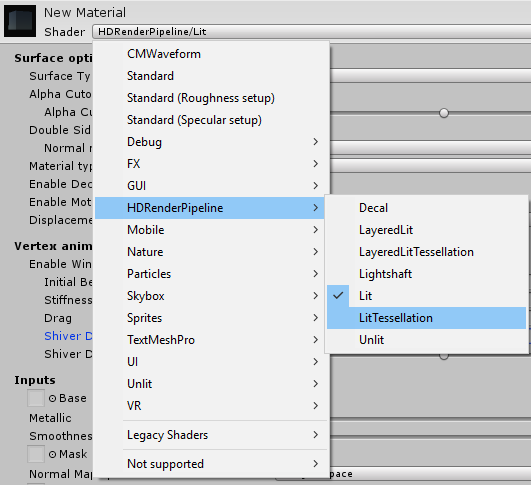 New Material
Shader HDRenderPipeline/Lit
Surface opti
Surface Ty
Alpha Cuto
Alpha Cu
Double Sid
Normal
Material typ
Enable Dec
Enable Mot
Displacem
Vertex anim
Enable Win
Initial Be
Stiffness
Drag
Shiver D
Shiver D
Inputs
Base
Metallic
Smoothnes
Mask
Normal Map
pace
CMWaveform
Standard
Standard (Roughness setup)
Standard (Specular setup)
Debug
FX
GUI
HDRenderPipeline
Mobile
Nature
Particles
Skybox
Sprites
TextMeshPro
UI
Unlit
VR
Legacy Shaders
Not supported
Decal
LayeredLit
LayeredLitTessellation
Lightshaft
Lit
LitTessellation
Unlit